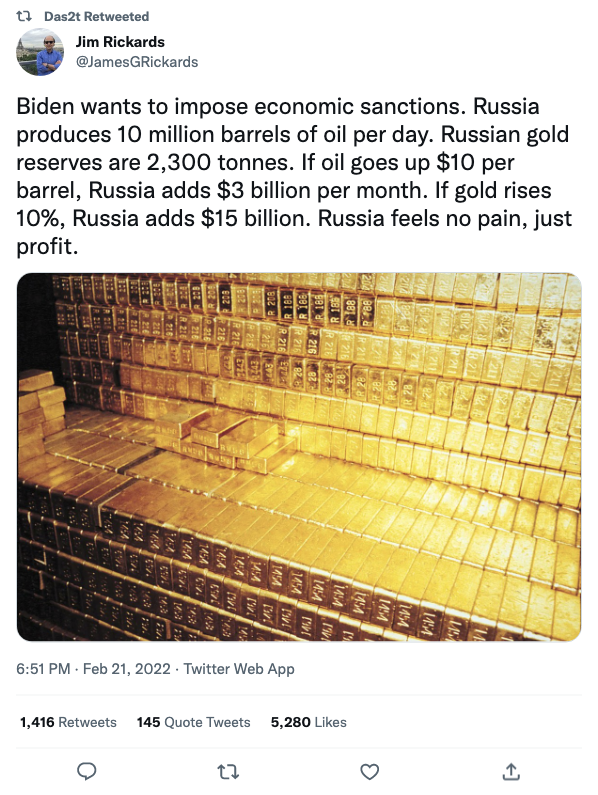 Das2t Retweeted
Jim Rickards
@JamesGRickards
Biden wants to impose economic sanctions. Russia
produces 10 million barrels of oil per day. Russian gold
reserves are 2,300 tonnes. If oil goes up $10 per
barrel, Russia adds $3 billion per month. If gold rises
10%, Russia adds $15 billion. Russia feels no pain, just
profit.
6:51 PM · Feb 21, 2022 · Twitter Web App
1,416 Retweets 145 Quote Tweets 5,280 Likes